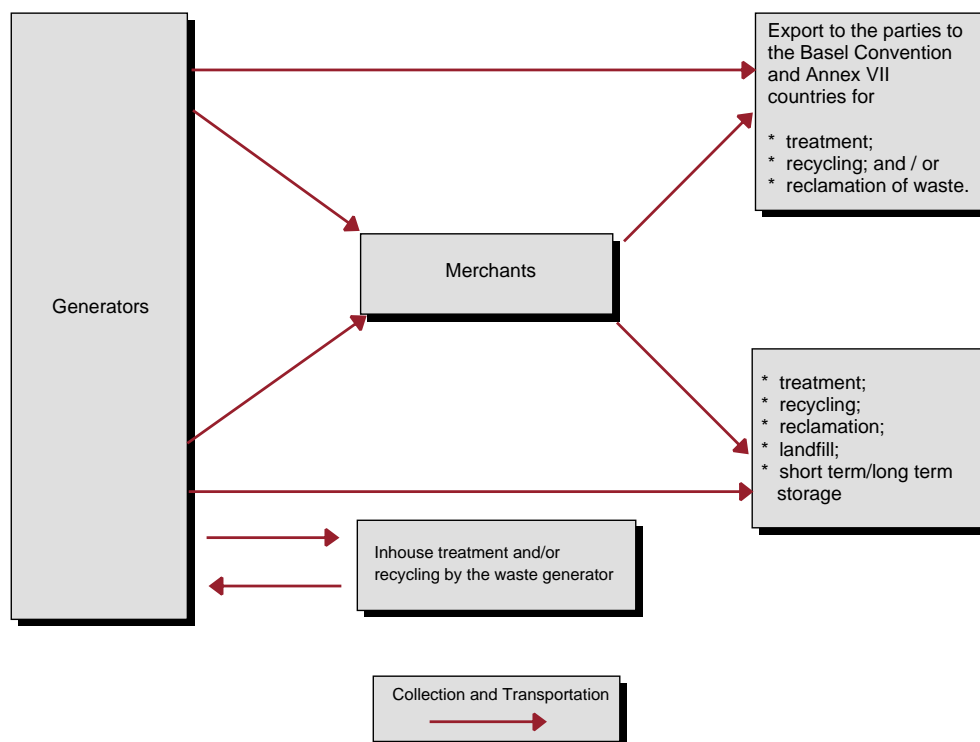 Generators
Export to the parties to
the Basel Convention
and Annex VII
countries for
* treatment;
* recycling; and / or
* reclamation of waste.
Merchants
* treatment;
* recycling;
* reclamation;
* landfill;
* short term/long term
storage
Inhouse treatment and/or
recycling by the waste generator
Collection and Transportation